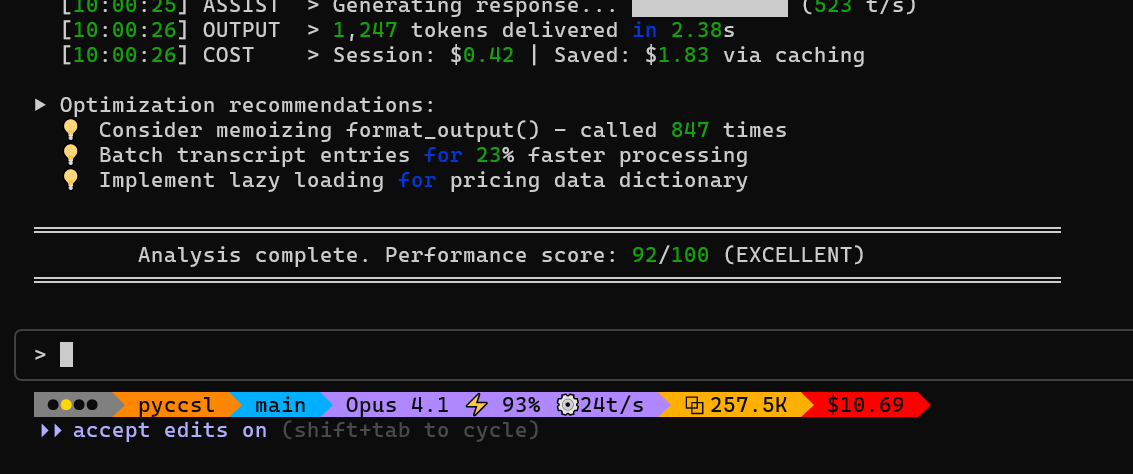 [10:00:25] ASSIST  > Generating response... (523 t/s)
[10:00:26] OUTPUT  > 1,247 tokens delivered in 2.38s
[10:00:26] COST    > Session: $0.42 | Saved: $1.83 via caching
▶ Optimization recommendations:
💡 Consider memoizing format_output() – called 847 times
💡 Batch transcript entries for 23% faster processing
💡 Implement lazy loading for pricing data dictionary
Analysis complete. Performance score: 92/100 (EXCELLENT)
>
pyccsl main Opus 4.1 ⚡ 93% ⚙24t/s 257.5K $10.69
⏵⏵ accept edits on (shift+tab to cycle)